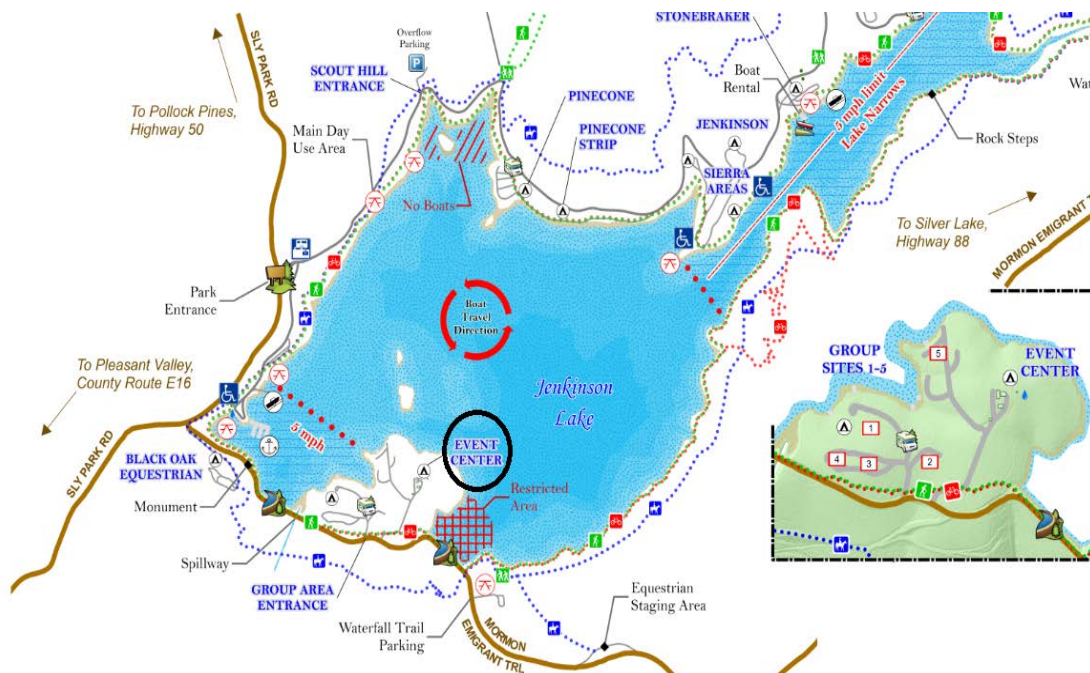 STONEBRAKER
Overflow
Parking
P
SCOUT HILL
ENTRANCE
SLY PARK RD
To Pollock Pines,
Highway 50
Main Day
Use Area
No Boats
PINECONE
PINECONE
STRIP
Boat
Rental
JENKINSON
SIERRA
AREAS
5 mph limit
Lake Narrows
Rock Steps
Wat
To Silver Lake,
Highway 88
MORMON EMIGRANT T
Park
Entrance
Boat
Travel
Direction
To Pleasant Valley,
County Route E16
Jenkinson
Lake
5 mph
EVENT
CENTER
SLY PARK RD
BLACK OAK
EQUESTRIAN
Monument
Restricted
Area
Spillway
GROUP AREA
ENTRANCE
Waterfall Trail
Parking
MORMON
EMIGRANT TRL
Equestrian
Staging Area
GROUP
SITES 1-5
EVENT
CENTER
5
1
4
3
2